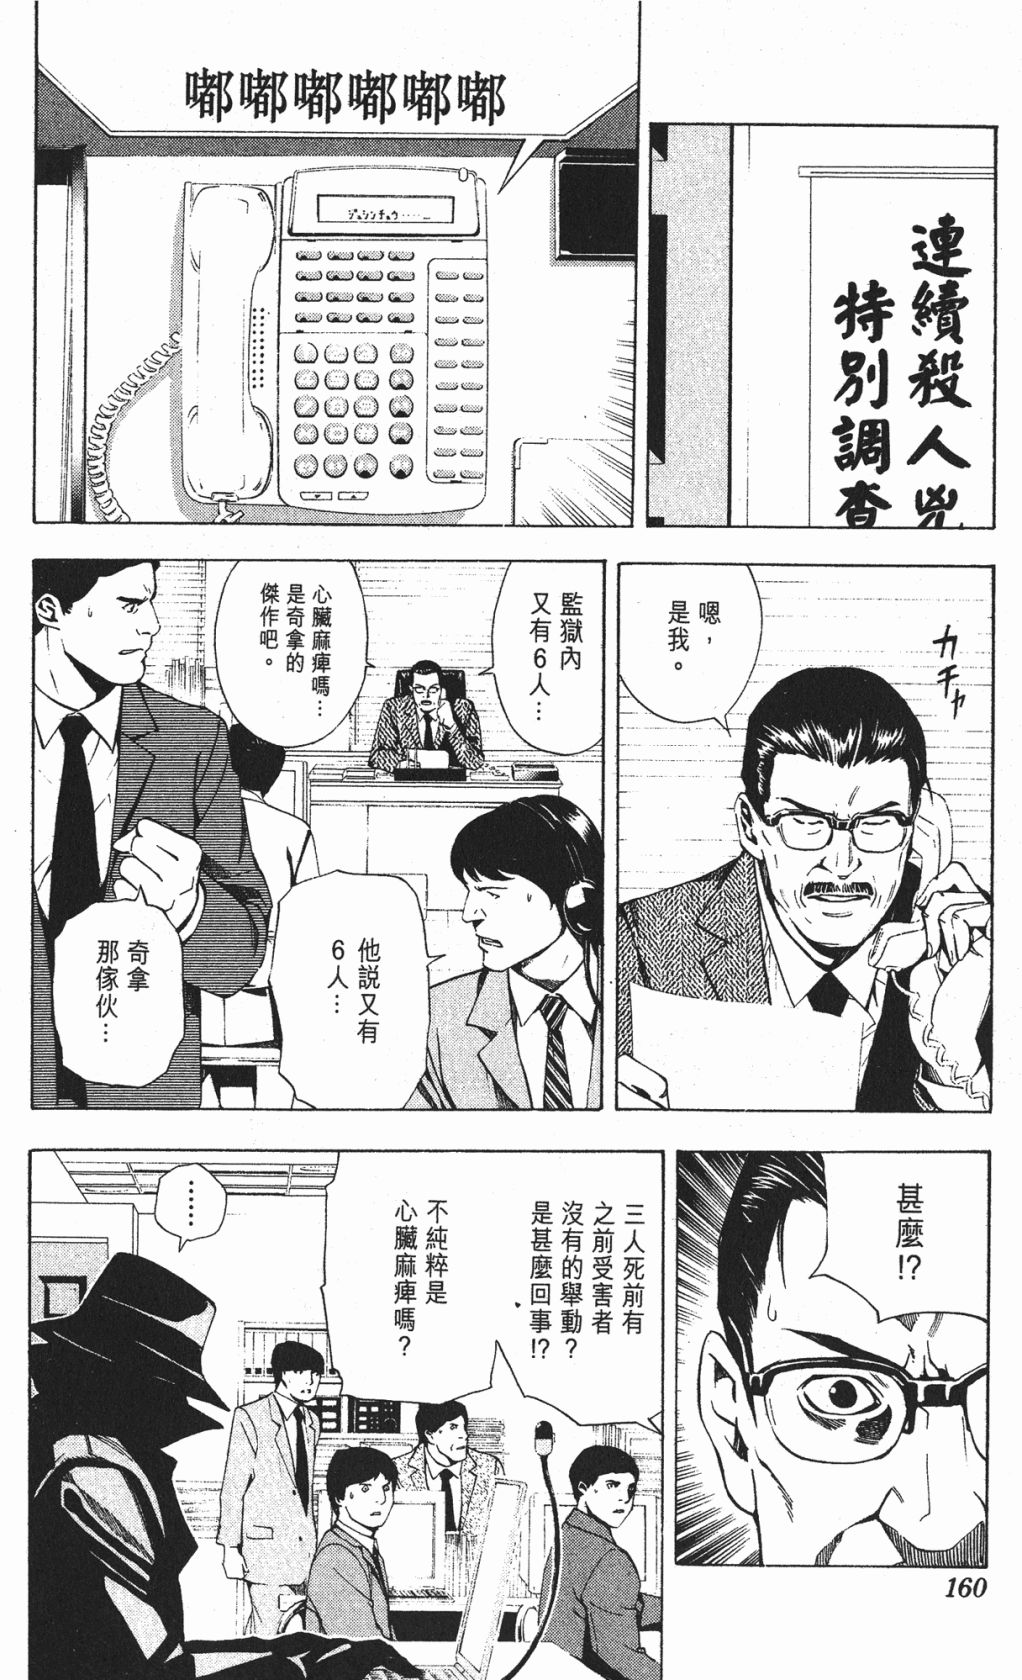 連續殺人兇
特別調查
嘟嘟嘟嘟嘟嘟
ジュシンチュウ……
カチャ
嗯，
是我。
監獄內
又有6人…
心臟麻痺嗎…
是奇拿的
傑作吧。
他說又有
6人…
奇拿
那傢伙…
甚麼!?
三人死前有
之前受害者
沒有的舉動？
是甚麼回事!?
不純粹是
心臟麻痺嗎？
……
160